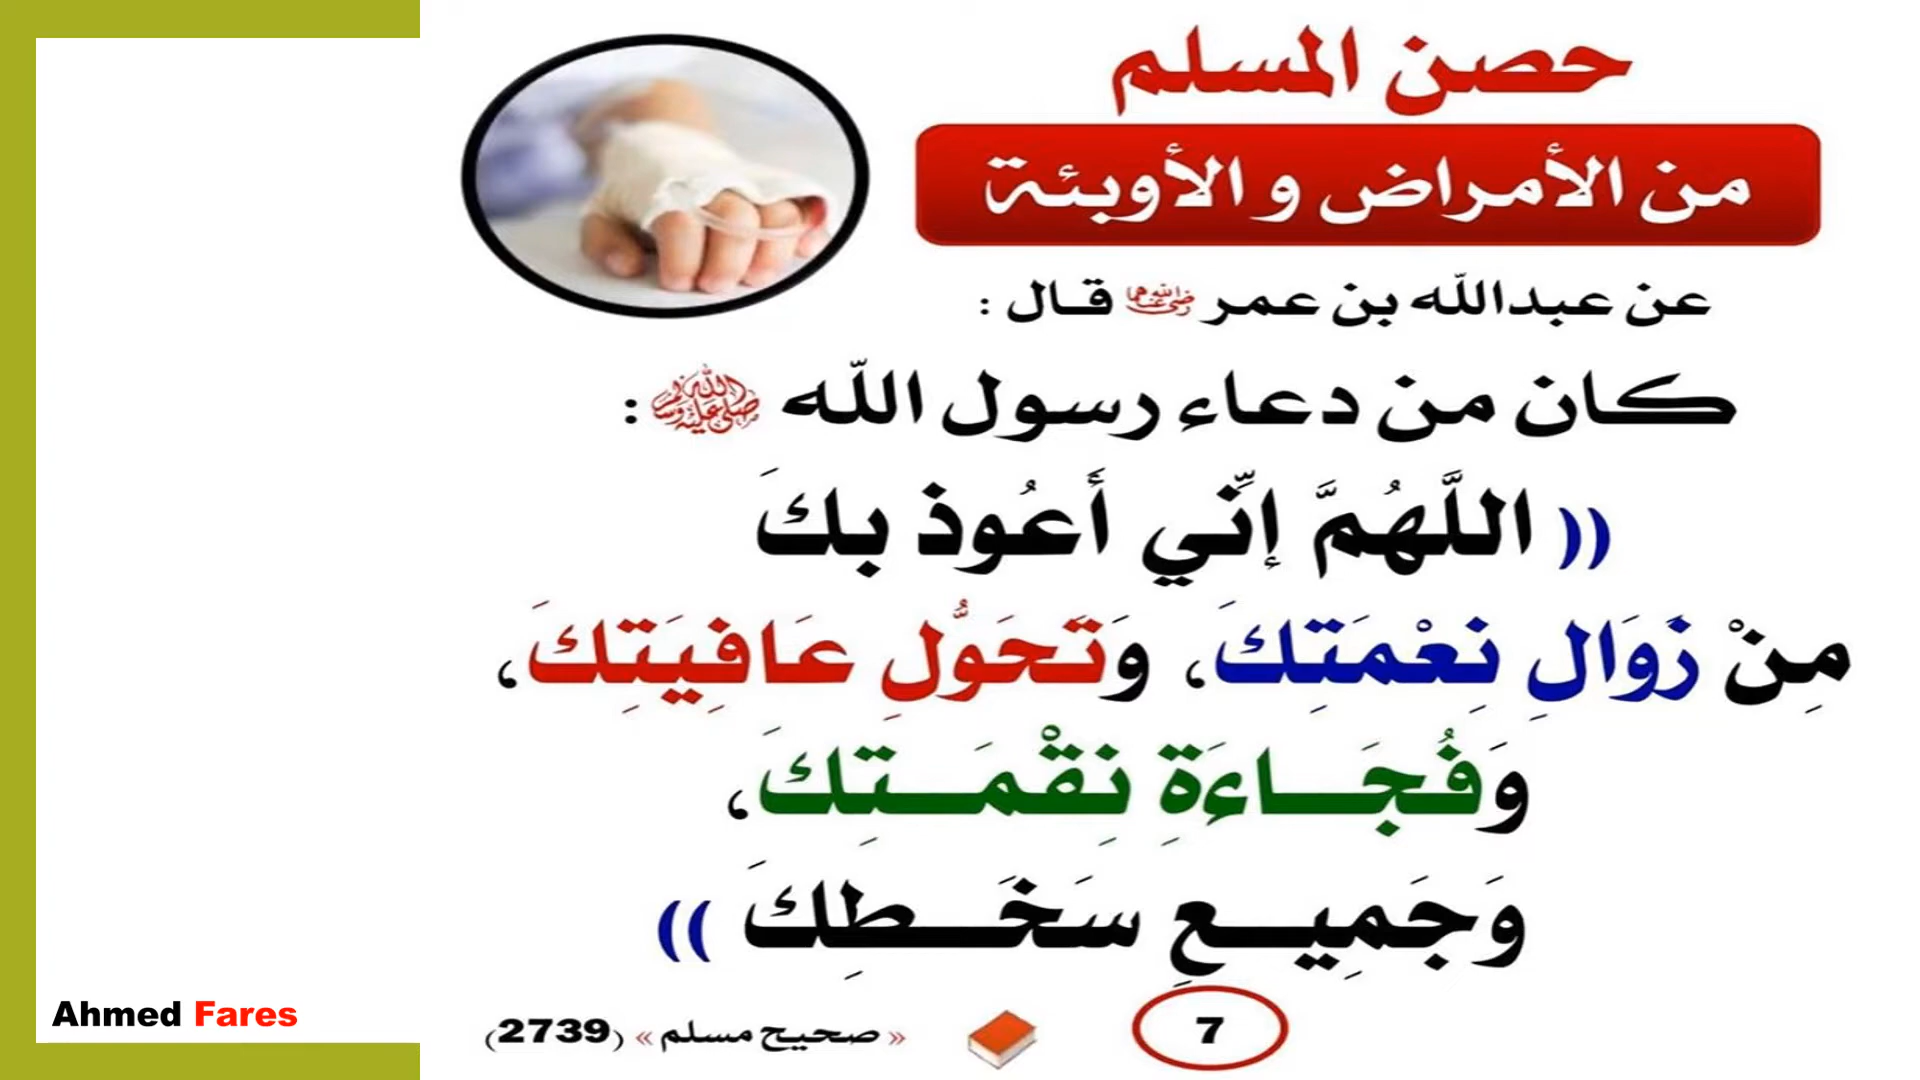 حصن المسلم
من الأمراض و الأوبئة
عن عبدالله بن عمر رضي الله عنهما قال :
كان من دعاء رسول الله صلى الله عليه وسلم :
(( اللَّهُمَّ إنِّي أَعُوذ بكَ
مِنْ زَوَالِ نِعْمَتِكَ، وَتَحَوُّلِ عَافِيَتِكَ،
وَفُجَاءَةِ نِقْمَتِكَ،
وَجَمِيعِ سَخَطِكَ ))
7
« صحيح مسلم » (2739)
Ahmed Fares